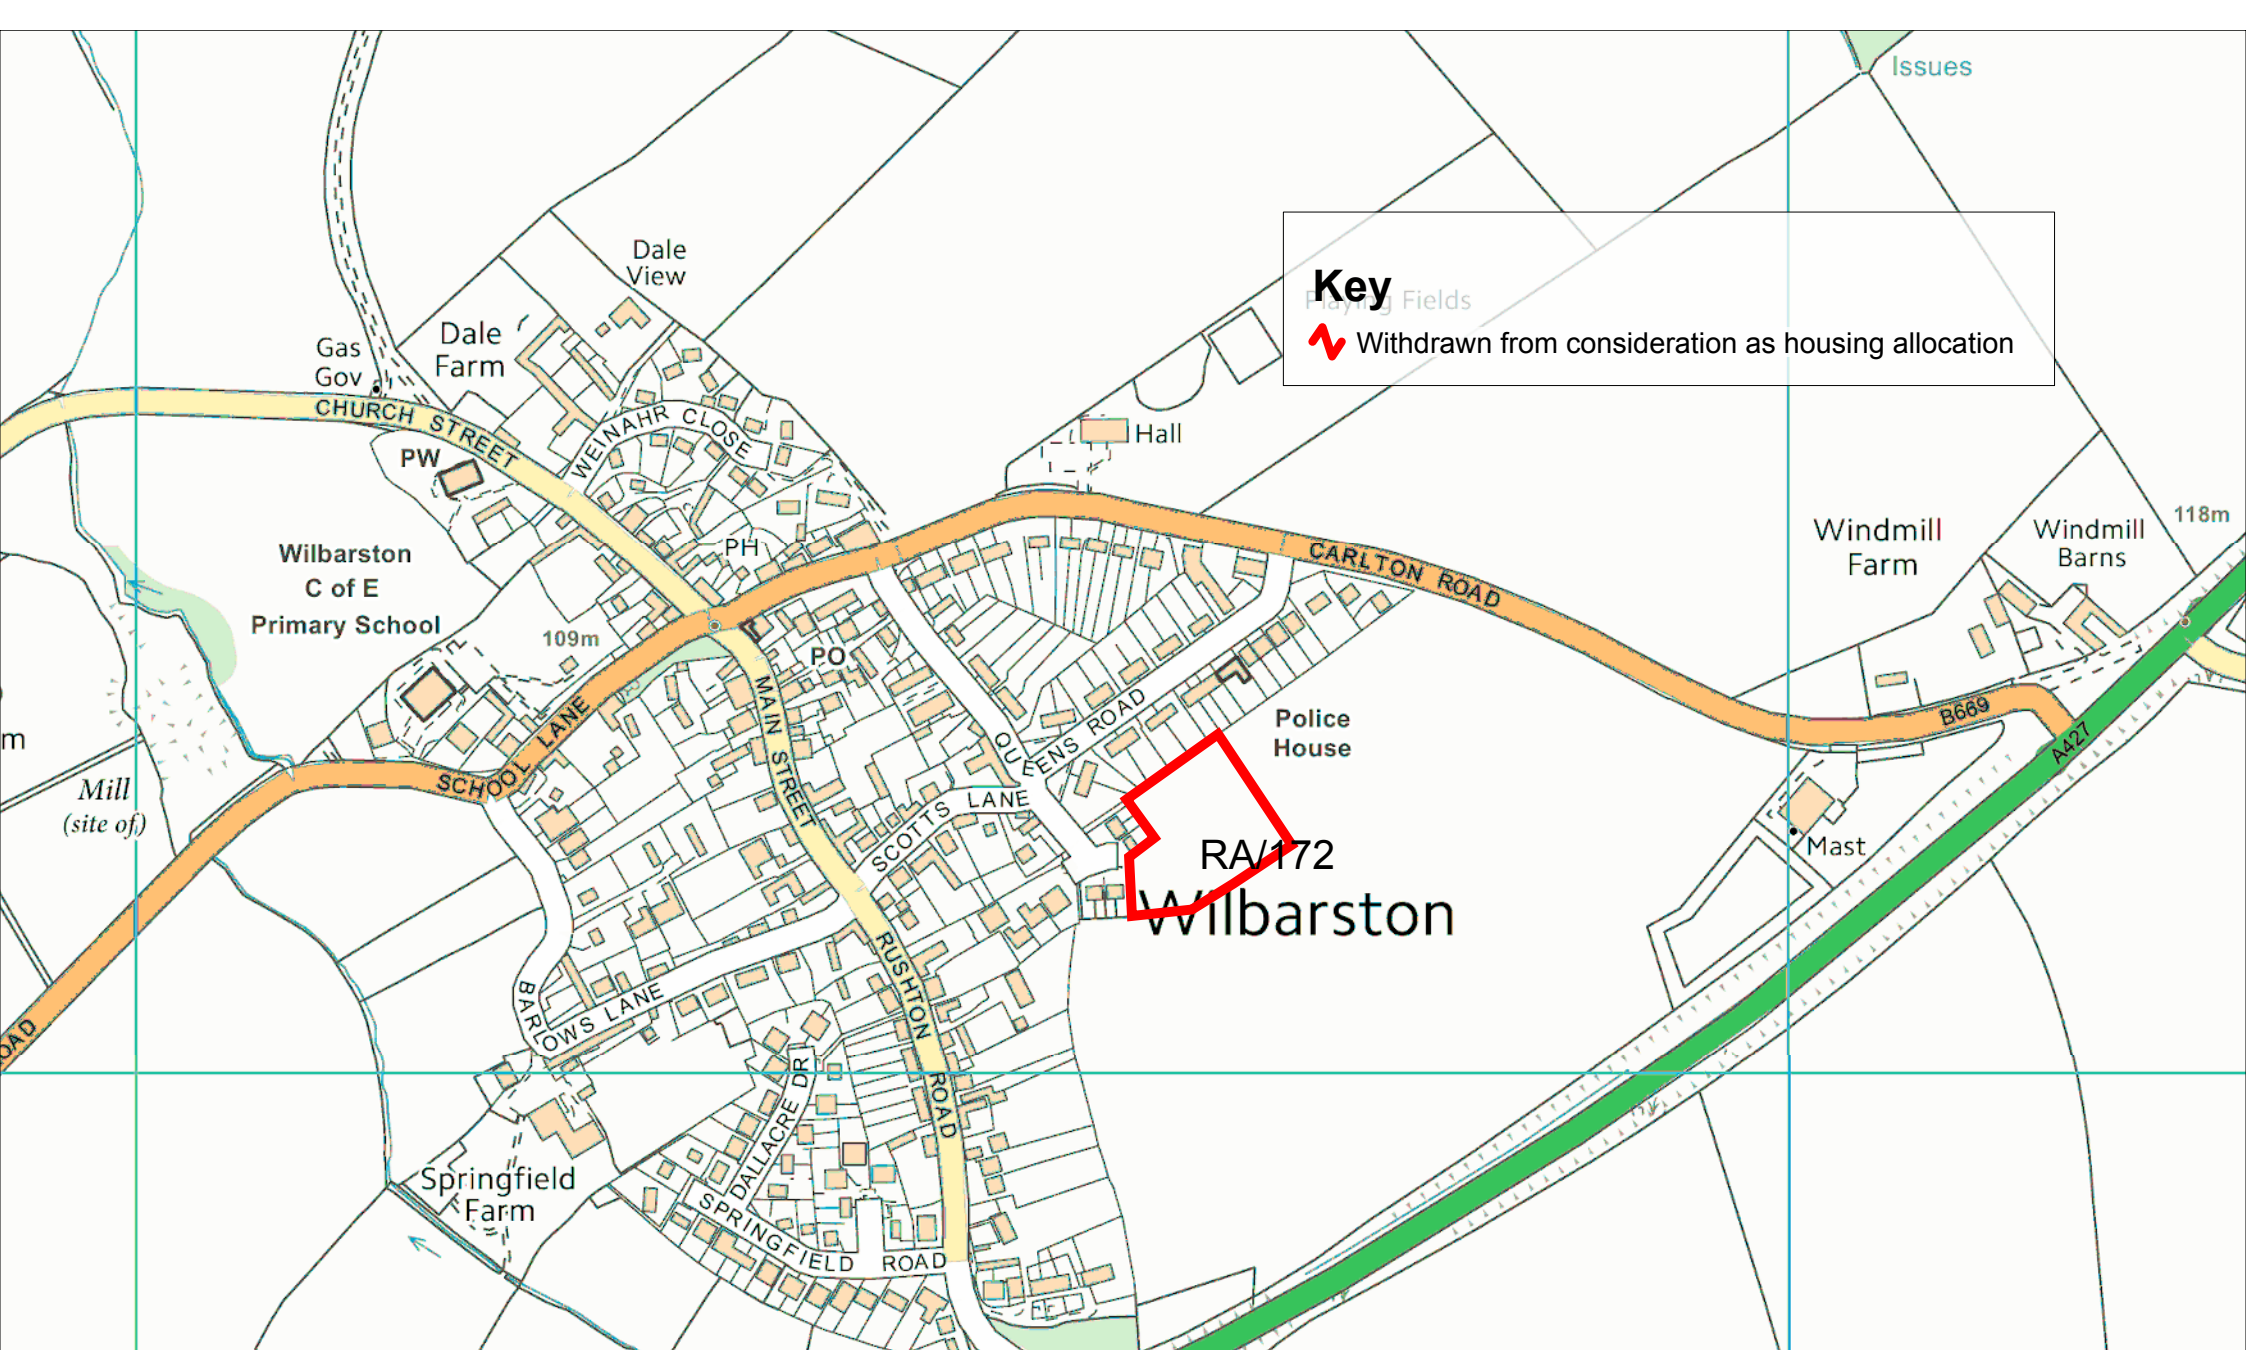 Issues
Dale
View
Key
Playing Fields
Withdrawn from consideration as housing allocation
Dale
Farm
Gas
Gov
CHURCH STREET
WEINAHR CLOSE
PW
Hall
Wilbarston
C of E
Primary School
PH
CARLTON ROAD
Windmill
Farm
Windmill
Barns
118m
109m
PO
SCHOOL LANE
MAIN STREET
QUEENS ROAD
Police
House
B669
A427
m
Mill
(site of)
SCOTTS LANE
RA/172
Wilbarston
Mast
BARLOWS LANE
RUSHTON ROAD
OAD
DALLACRE DR
Springfield
Farm
SPRINGFIELD ROAD